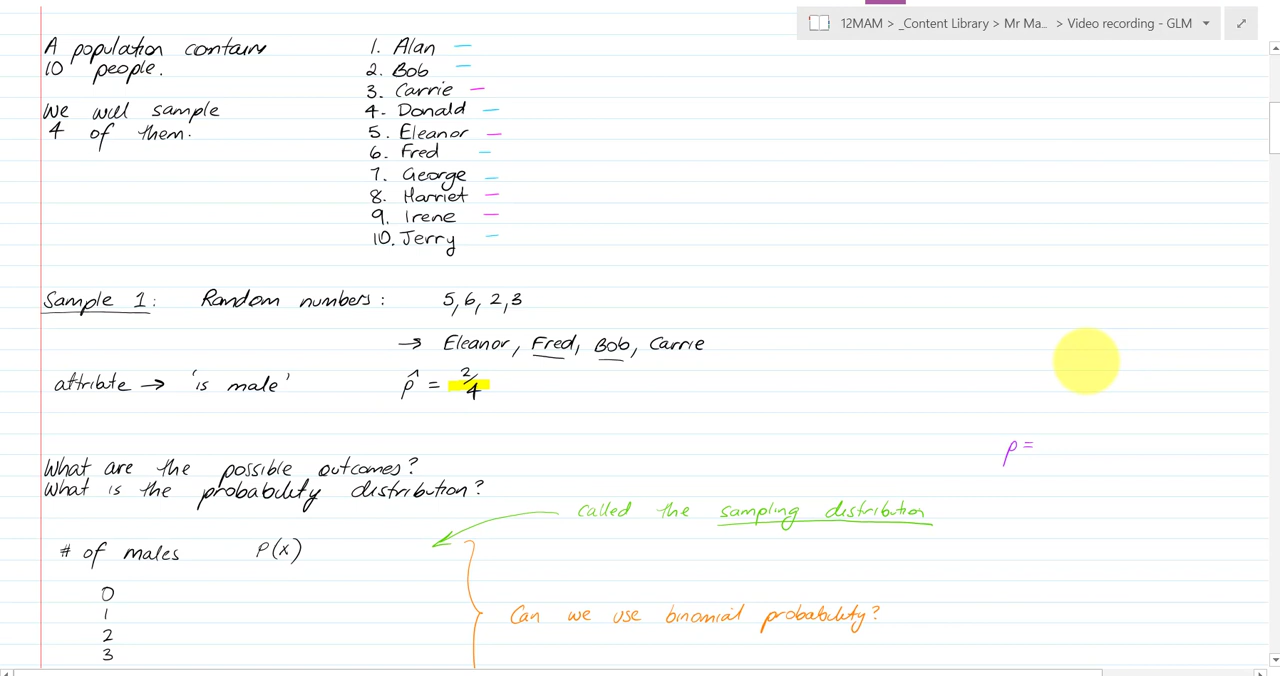 12MAM > _Content Library > Mr Ma... > Video recording - GLM
A population contains
10 people.
We will sample
4 of them.
1. Alan
2. Bob
3. Carrie
4. Donald
5. Eleanor
6. Fred
7. George
8. Harriet
9. Irene
10. Jerry
Sample 1: Random numbers: 5, 6, 2, 3
→ Eleanor, Fred, Bob, Carrie
attribute → 'is male' p̂ = 2/4
p =
What are the possible outcomes?
What is the probability distribution?
called the sampling distribution
# of males P(x)
0
1
Can we use binomial probability?
2
3